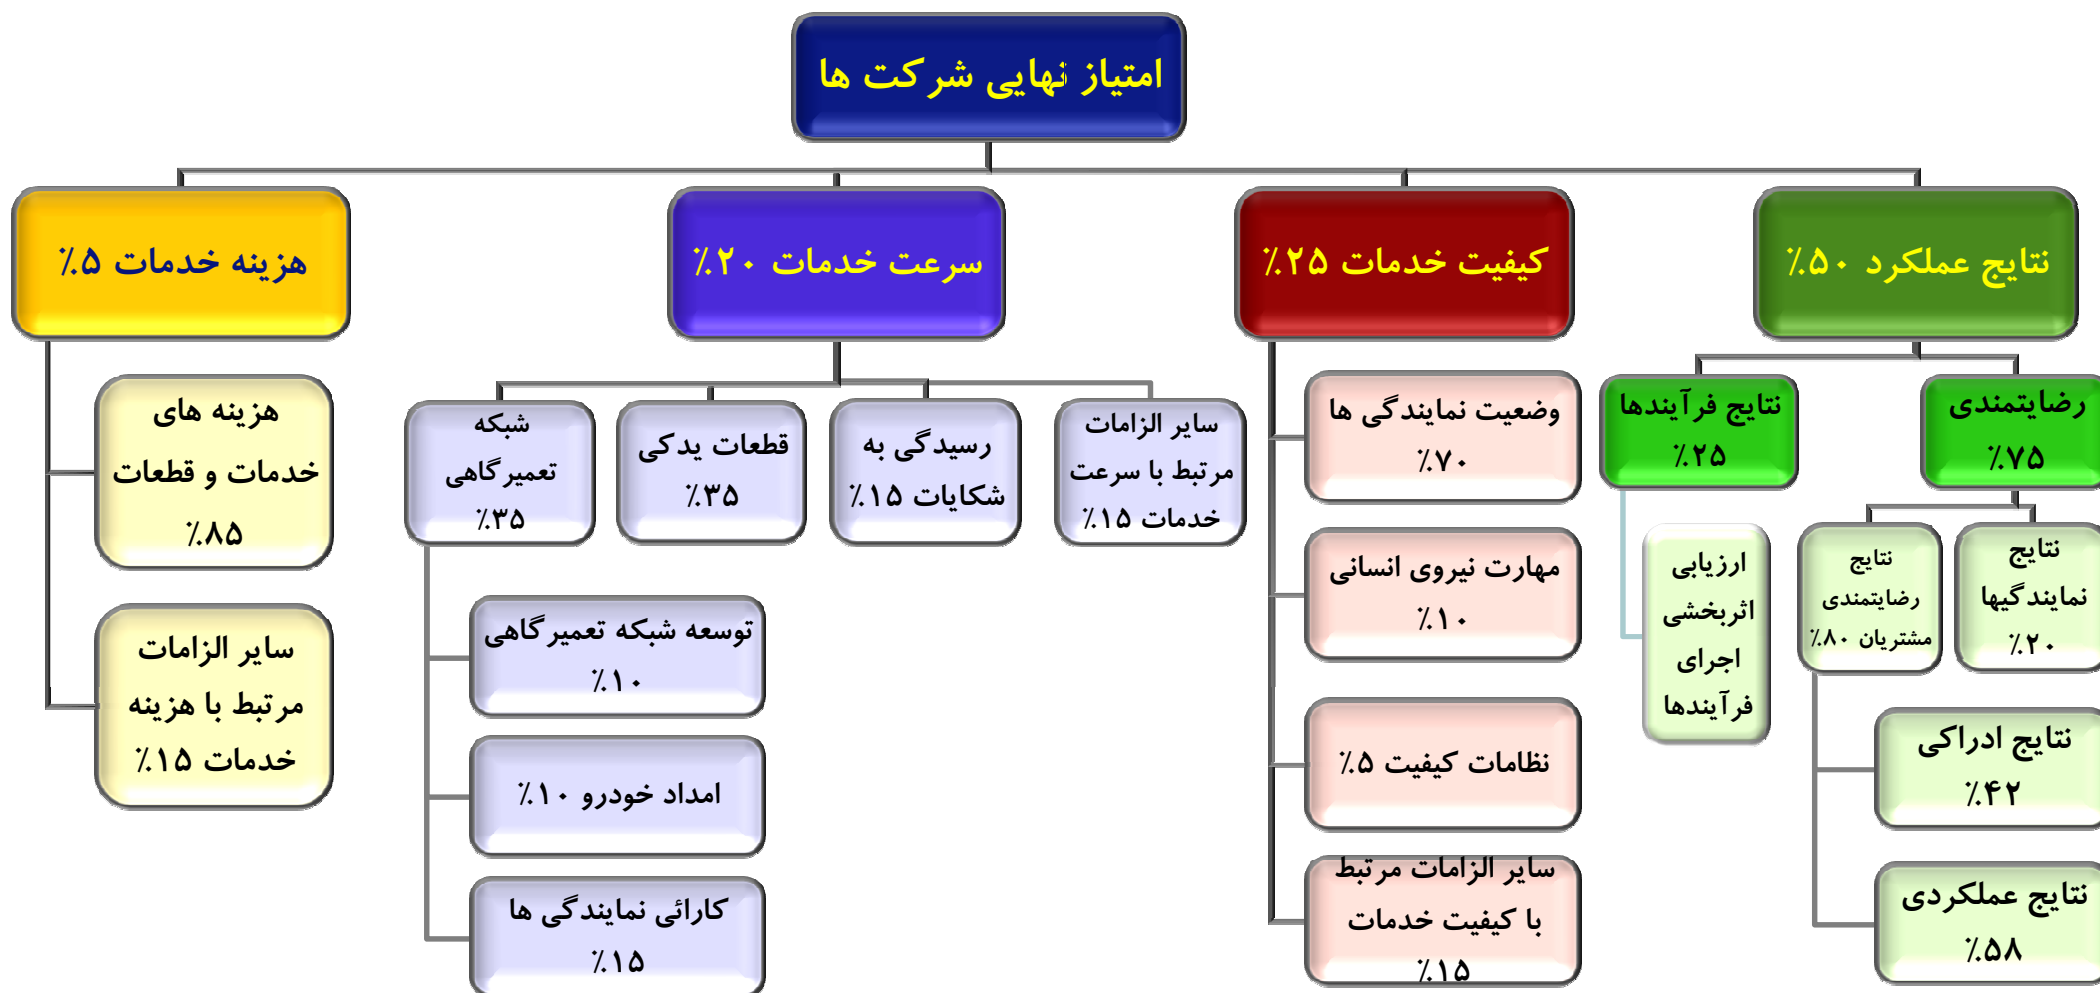 امتیاز نهایی شرکت ها
نتایج عملکرد ۵۰٪
کیفیت خدمات ۲۵٪
سرعت خدمات ۲۰٪
هزینه خدمات ۵٪
رضایتمندی
۷۵٪
نتایج فرآیندها
۲۵٪
نتایج
نمایندگیها
۲۰٪
نتایج
رضایتمندی
مشتریان ۸۰٪
نتایج ادراکی
۴۲٪
نتایج عملکردی
۵۸٪
ارزیابی
اثربخشی
اجرای
فرآیندها
وضعیت نمایندگی ها
۷۰٪
مهارت نیروی انسانی
۱۰٪
نظامات کیفیت ۵٪
سایر الزامات مرتبط
با کیفیت خدمات
۱۵٪
سایر الزامات
مرتبط با سرعت
خدمات ۱۵٪
رسیدگی به
شکایات ۱۵٪
قطعات یدکی
۳۵٪
شبکه
تعمیرگاهی
۳۵٪
توسعه شبکه تعمیرگاهی
۱۰٪
امداد خودرو ۱۰٪
کارائی نمایندگی ها
۱۵٪
هزینه های
خدمات و قطعات
۸۵٪
سایر الزامات
مرتبط با هزینه
خدمات ۱۵٪